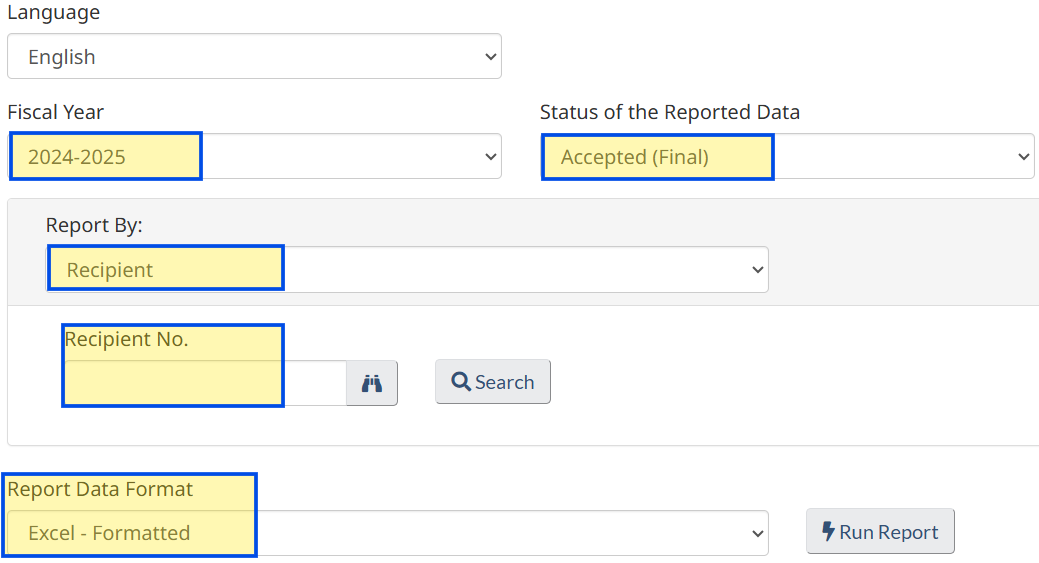 Language
English
Fiscal Year
Status of the Reported Data
2024-2025
Accepted (Final)
Report By:
Recipient
Recipient No.
Search
Report Data Format
Excel - Formatted
Run Report